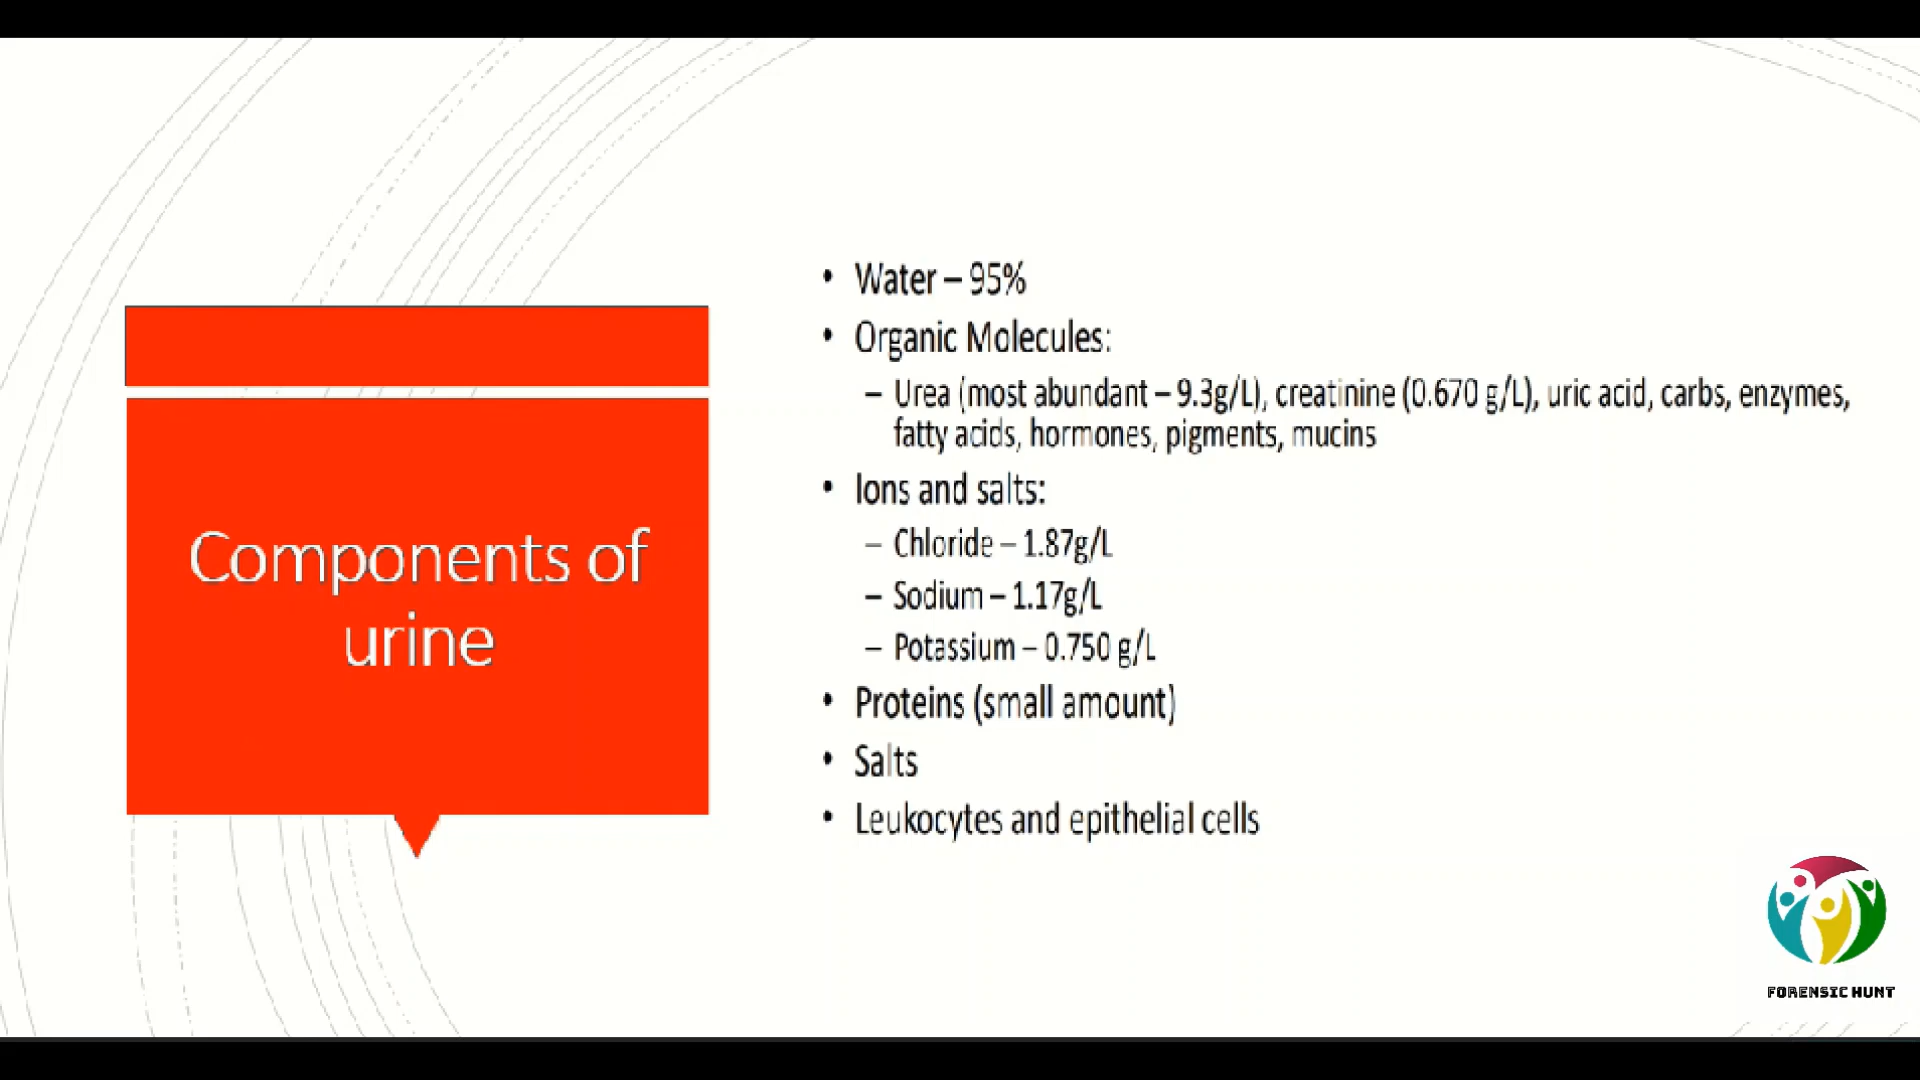 Components of
urine
• Water – 95%
• Organic Molecules:
– Urea (most abundant – 9.3g/L), creatinine (0.670 g/L), uric acid, carbs, enzymes,
fatty acids, hormones, pigments, mucins
• Ions and salts:
– Chloride – 1.87g/L
– Sodium – 1.17g/L
– Potassium – 0.750 g/L
• Proteins (small amount)
• Salts
• Leukocytes and epithelial cells
FORENSIC HUNT